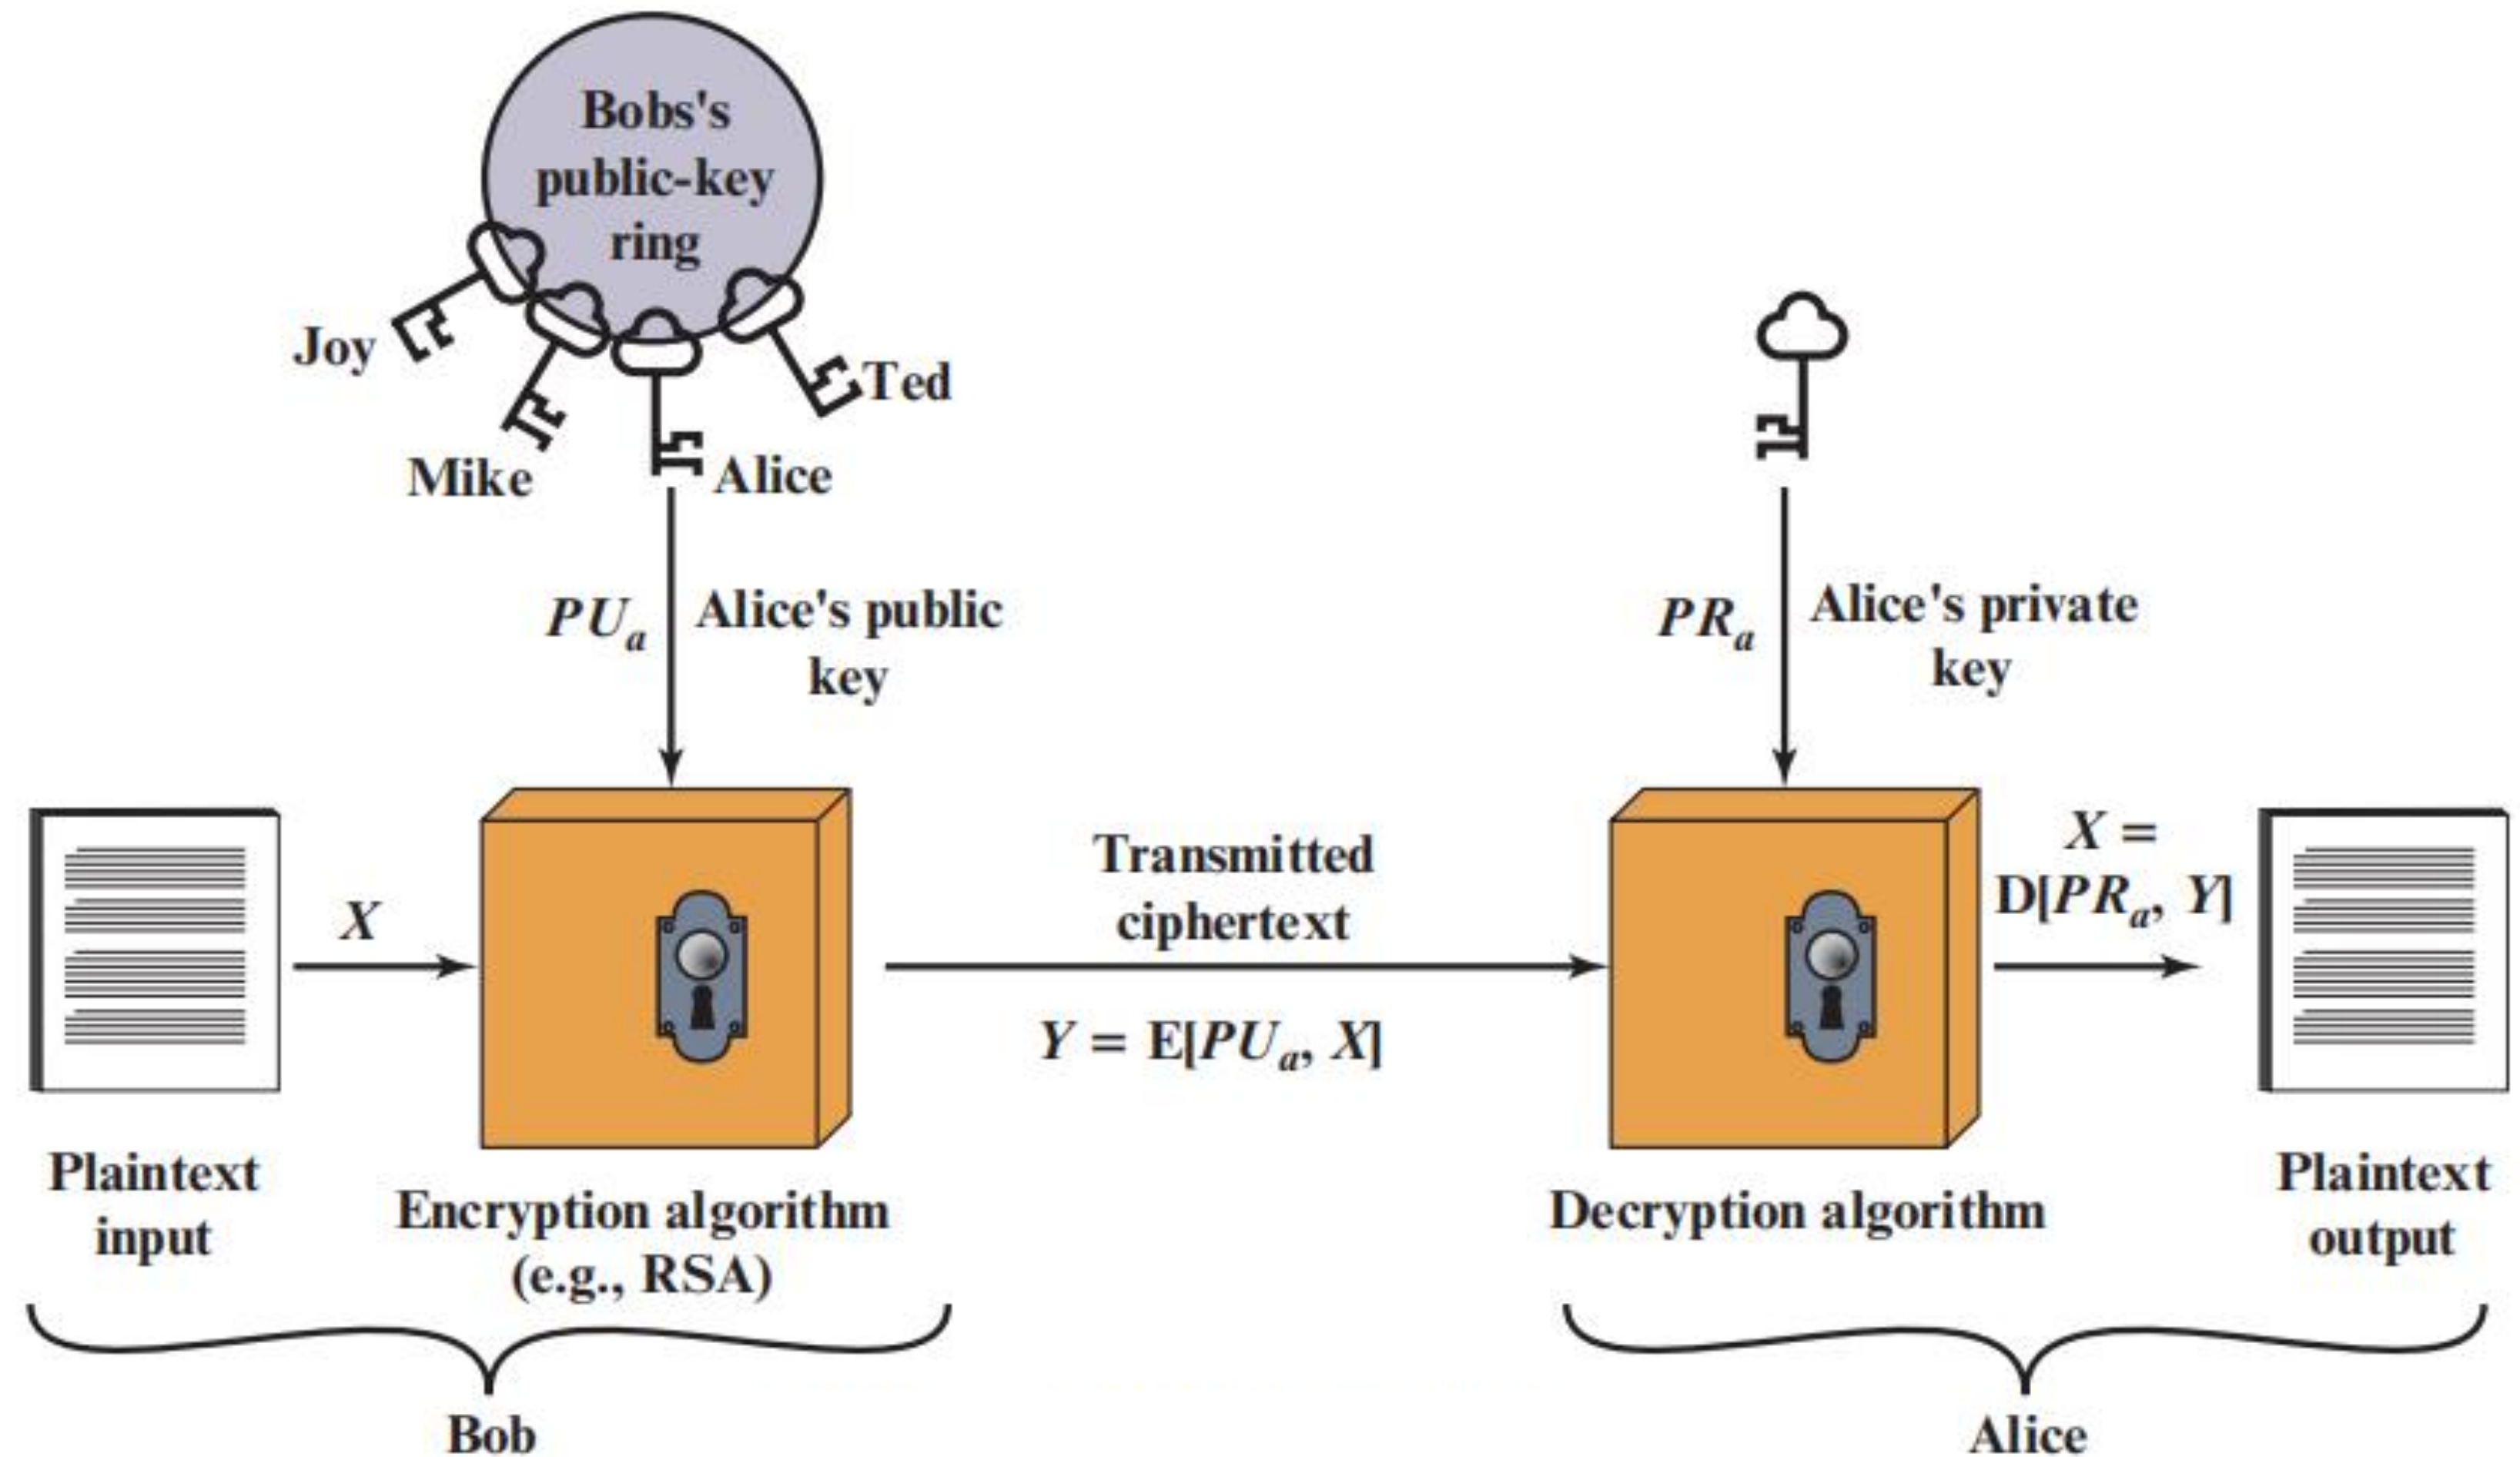 Bobs's
public-key
ring
Joy
Mike
Alice
Ted
PUa
Alice's public
key
PRa
Alice's private
key
X
Transmitted
ciphertext
Y = E[PUa, X]
X =
D[PRa, Y]
Plaintext
input
Encryption algorithm
(e.g., RSA)
Decryption algorithm
Plaintext
output
Bob
Alice